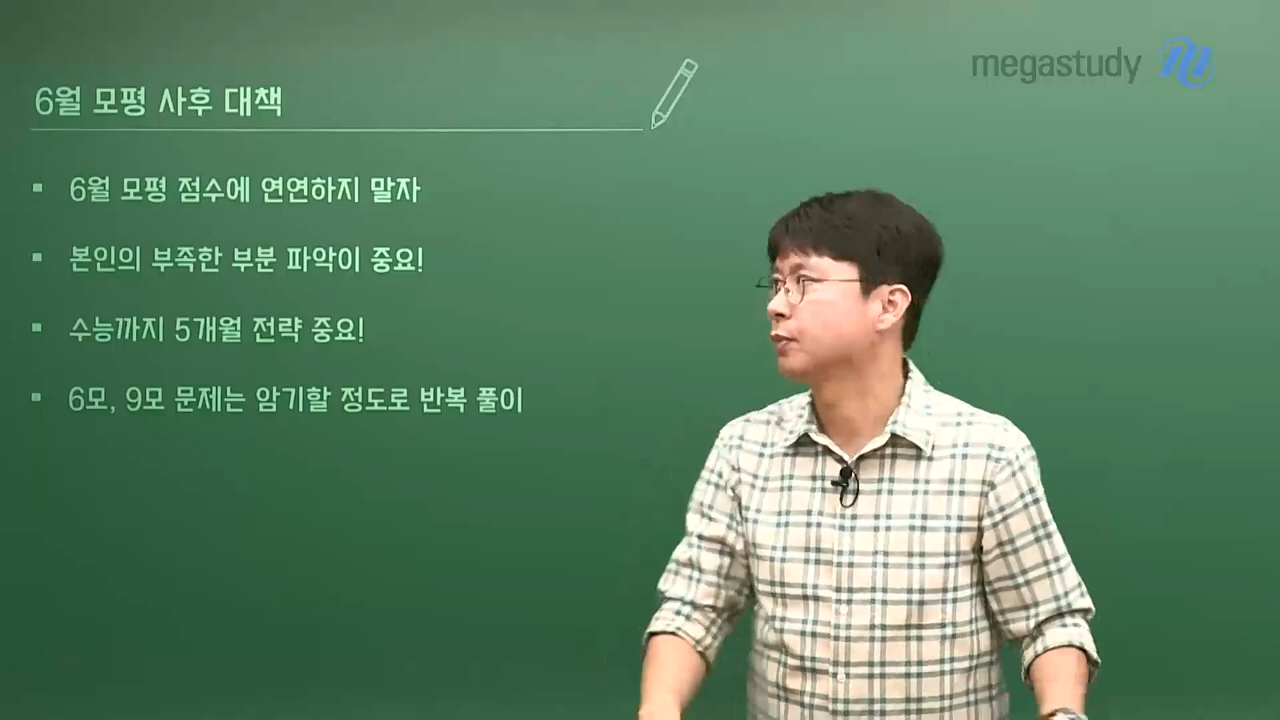 megastudy
6월 모평 사후 대책
▪ 6월 모평 점수에 연연하지 말자
▪ 본인의 부족한 부분 파악이 중요!
▪ 수능까지 5개월 전략 중요!
▪ 6모, 9모 문제는 암기할 정도로 반복 풀이